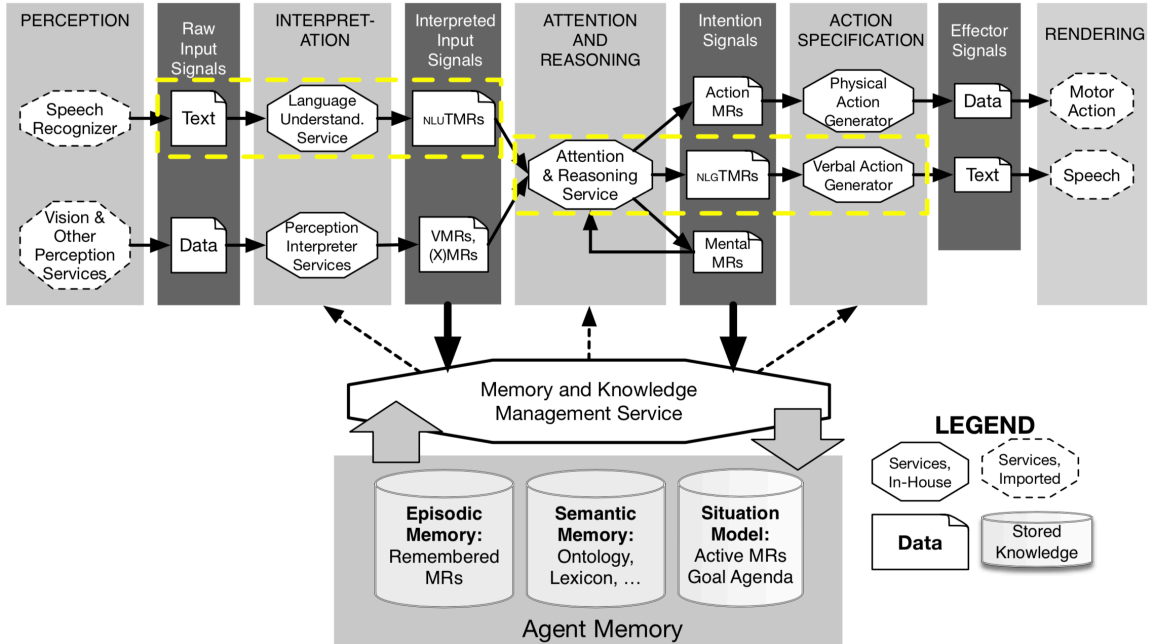 PERCEPTION
Raw
Input
Signals
INTERPRET-
ATION
Interpreted
Input
Signals
ATTENTION
AND
REASONING
Intention
Signals
ACTION
SPECIFICATION
Effector
Signals
RENDERING
Speech
Recognizer
Text
Language
Understand.
Service
NLUTMRs
Action
MRs
Physical
Action
Generator
Data
Motor
Action
Attention
& Reasoning
Service
NLGTMRs
Verbal Action
Generator
Text
Speech
Vision &
Other
Perception
Services
Data
Perception
Interpreter
Services
VMRs,
(X)MRs
Mental
MRs
Memory and Knowledge
Management Service
Episodic
Memory:
Remembered
MRs
Semantic
Memory:
Ontology,
Lexicon, …
Situation
Model:
Active MRs
Goal Agenda
Agent Memory
LEGEND
Services,
In-House
Services,
Imported
Data
Stored
Knowledge